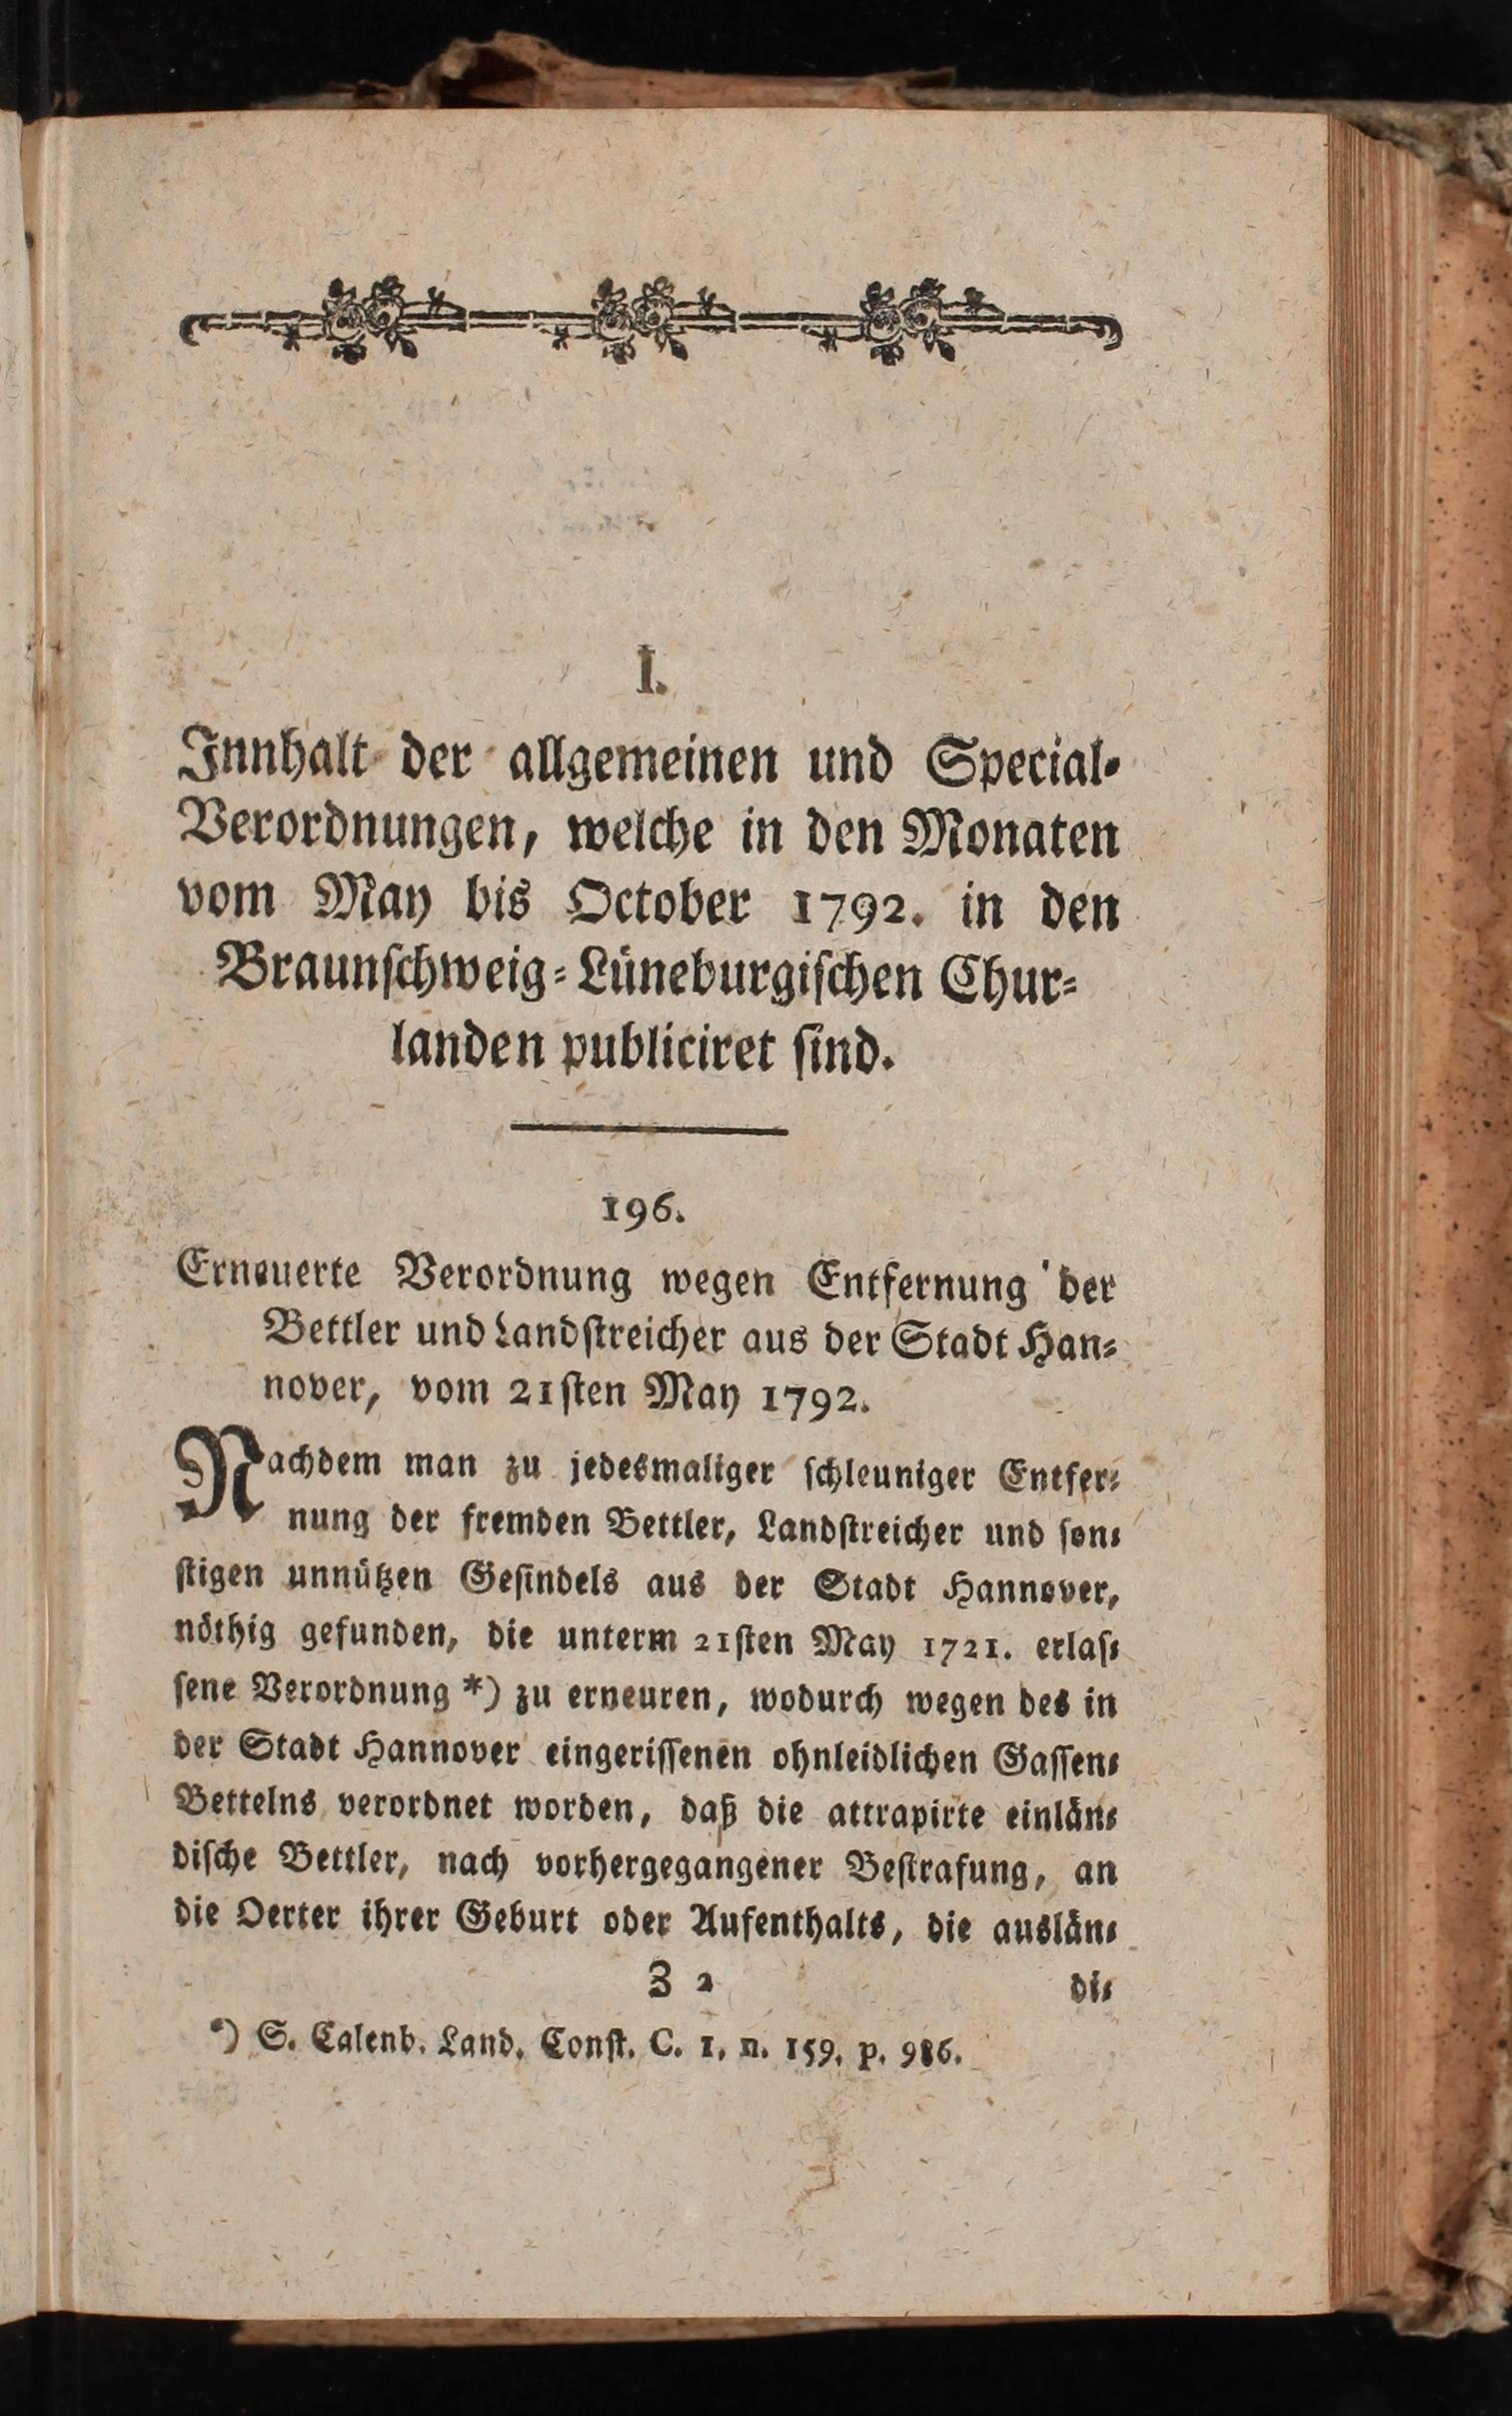 I.
Innhalt der allgemeinen und Special-
Verordnungen, welche in den Monaten
vom May bis October 1792. in den
Braunschweig-Lüneburgischen Chur-
landen publiciret sind.
196.
Erneuerte Verordnung wegen Entfernung der
Bettler und Landstreicher aus der Stadt Han-
nover, vom 21sten May 1792.
Nachdem man zu jedesmaliger schleuniger Entfer-
nung der fremden Bettler, Landstreicher und son-
stigen unnützen Gesindels aus der Stadt Hannover,
nöthig gefunden, die unterm 21sten May 1721. erlas-
sene Verordnung *) zu erneuren, wodurch wegen des in
der Stadt Hannover eingerissenen ohnleidlichen Gassen-
Bettelns verordnet worden, daß die attrapirte einlän-
dische Bettler, nach vorhergegangener Bestrafung, an
die Oerter ihrer Geburt oder Aufenthalts, die auslän-
Z 2 di-
*) S. Calenb. Land. Const. C. 1. n. 159. p. 986.